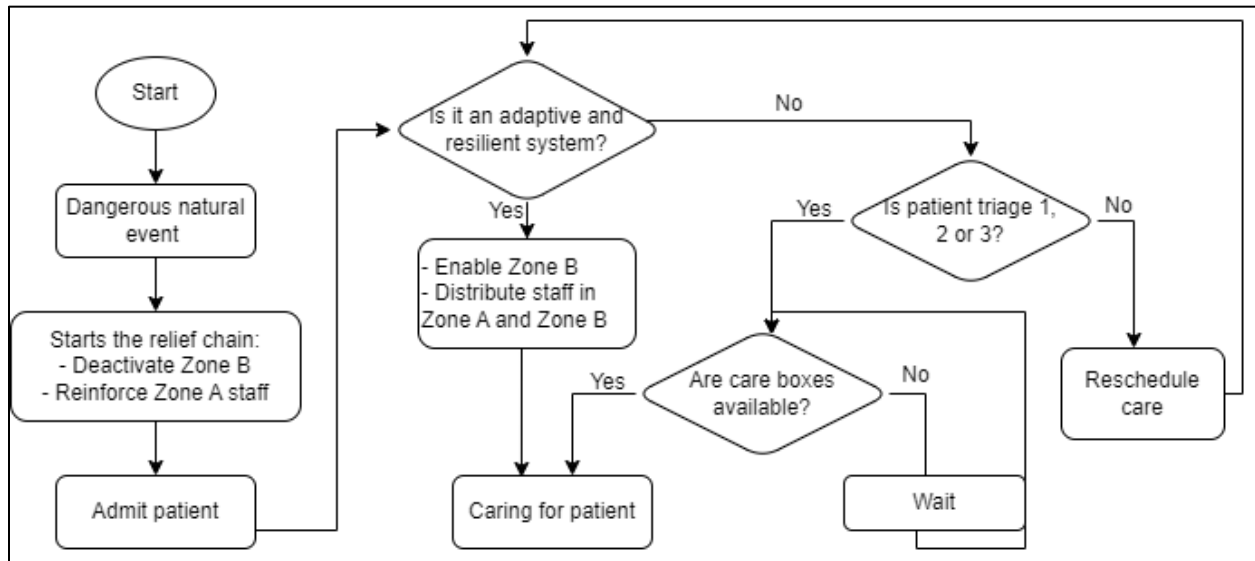 Start
Dangerous natural
event
Starts the relief chain:
- Deactivate Zone B
- Reinforce Zone A staff
Admit patient
Is it an adaptive and
resilient system?
No
Yes
- Enable Zone B
- Distribute staff in
Zone A and Zone B
Is patient triage 1,
2 or 3?
Yes
No
Are care boxes
available?
Yes
No
Reschedule
care
Caring for patient
Wait